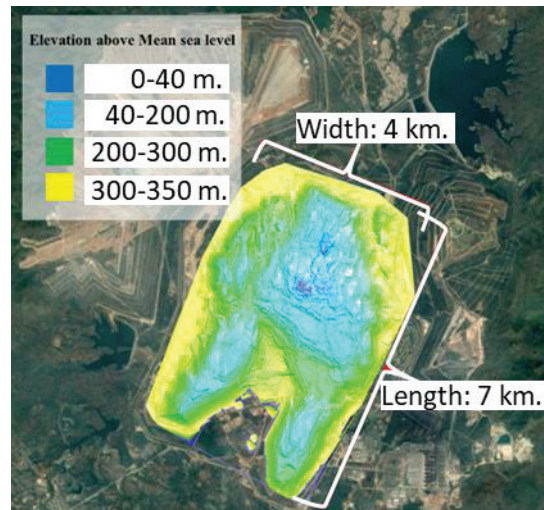 Elevation above Mean sea level
0-40 m.
40-200 m.
200-300 m.
300-350 m.
Width: 4 km.
Length: 7 km.